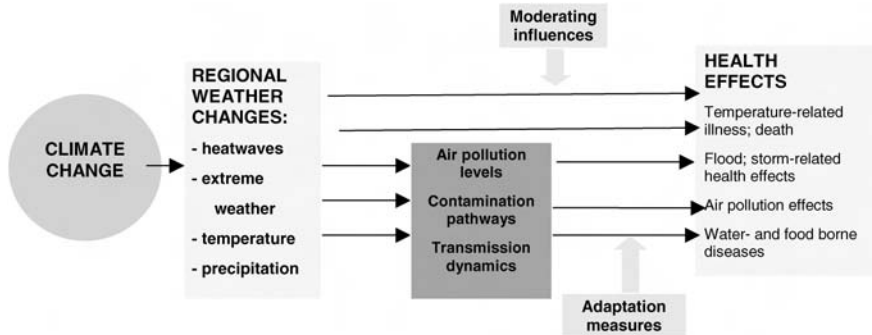 Moderating
influences
CLIMATE
CHANGE
REGIONAL
WEATHER
CHANGES:
- heatwaves
- extreme
weather
- temperature
- precipitation
Air pollution
levels
Contamination
pathways
Transmission
dynamics
HEALTH
EFFECTS
Temperature-related
illness; death
Flood; storm-related
health effects
Air pollution effects
Water- and food borne
diseases
Adaptation
measures